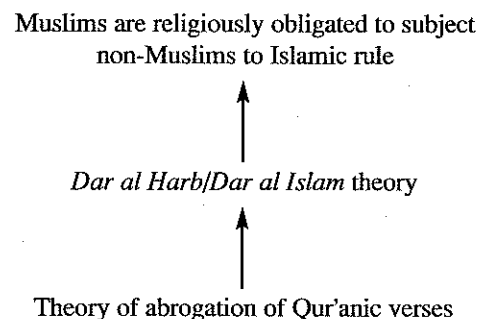 Muslims are religiously obligated to subject
non-Muslims to Islamic rule
Dar al Harb/Dar al Islam theory
Theory of abrogation of Qur'anic verses